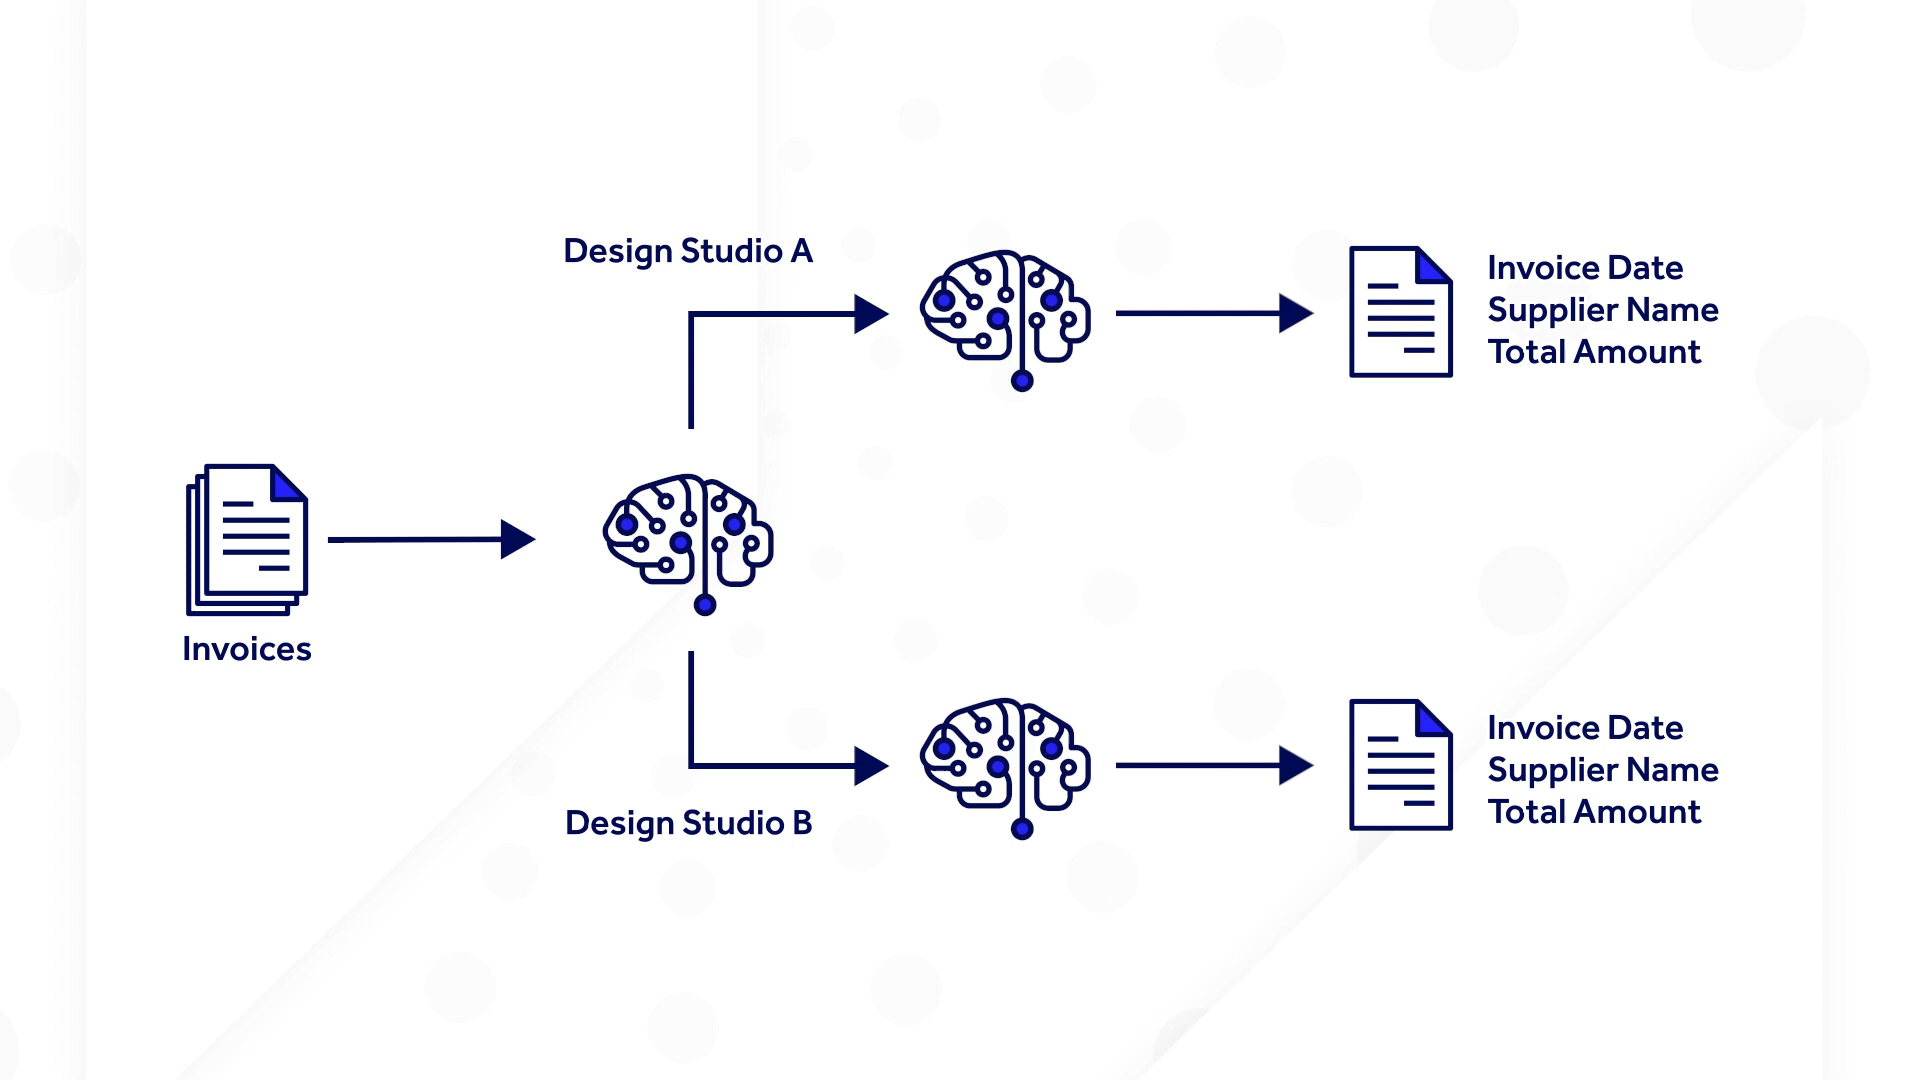 Design Studio A
Invoice Date
Supplier Name
Total Amount
Invoices
Design Studio B
Invoice Date
Supplier Name
Total Amount